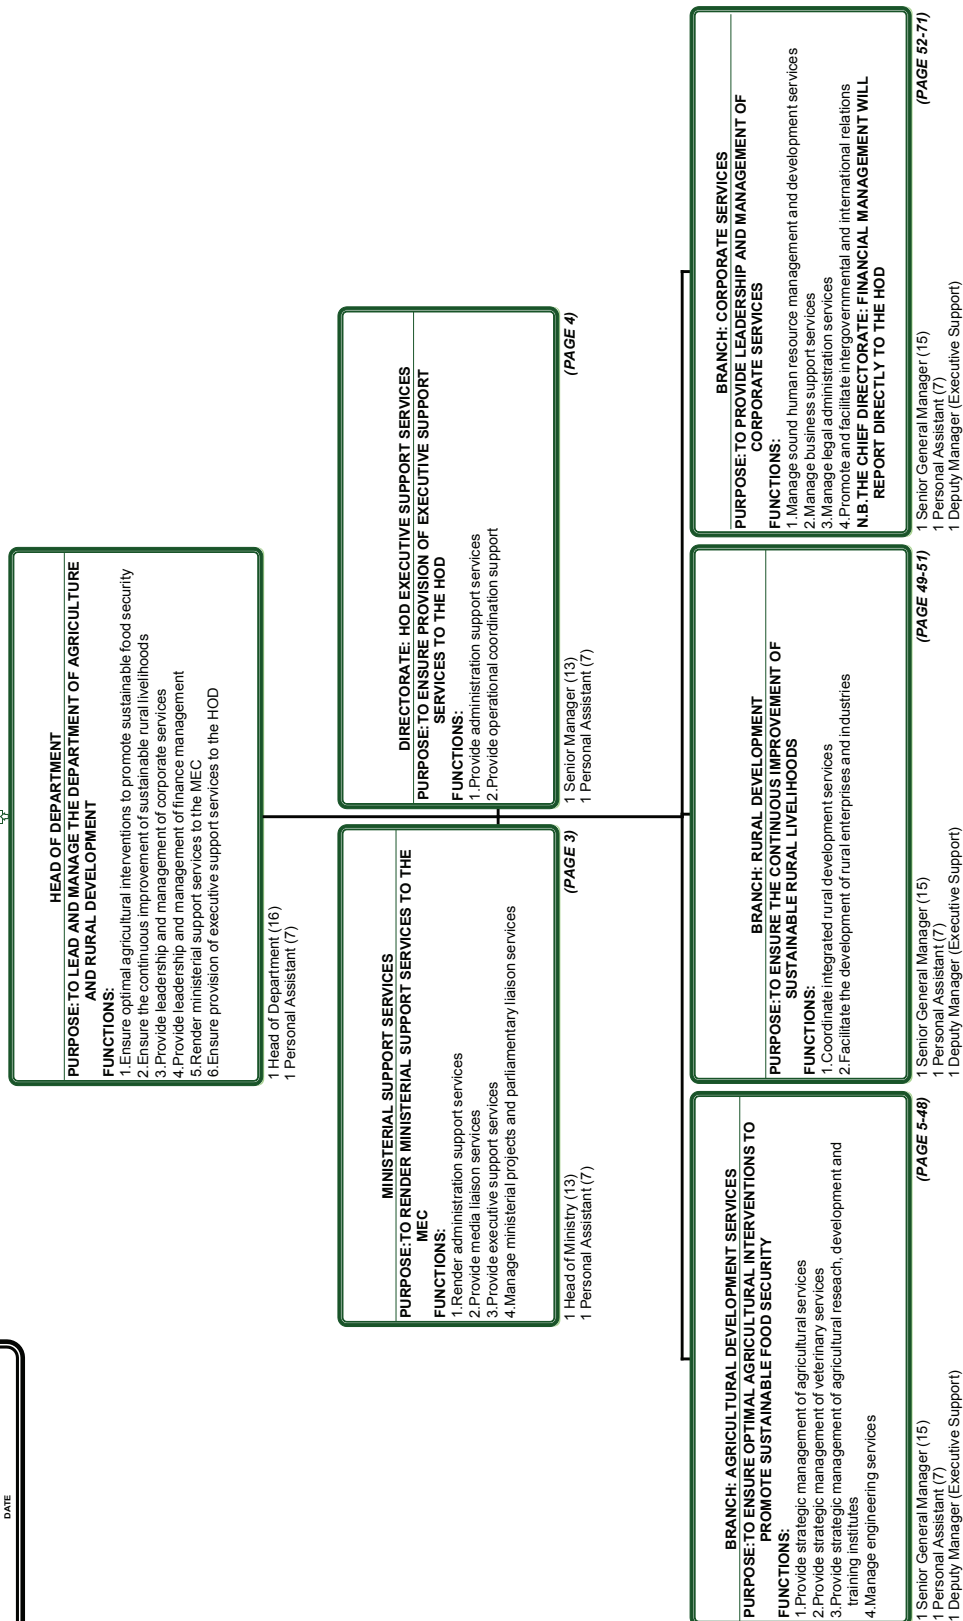 DATE
HEAD OF DEPARTMENT
PURPOSE:TO LEAD AND MANAGE THE DEPARTMENT OF AGRICULTURE
AND RURAL DEVELOPMENT
FUNCTIONS:
1.Ensure optimal agricultural interventions to promote sustainable food security
2.Ensure the continuous improvement of sustainable rural livelihoods
3.Provide leadership and management of corporate services
4.Provide leadership and management of finance management
5.Render ministerial support services to the MEC
6.Ensure provision of executive support services to the HOD
1 Head of Department (16)
1 Personal Assistant (7)
MINISTERIAL SUPPORT SERVICES
PURPOSE:TO RENDER MINISTERIAL SUPPORT SERVICES TO THE
MEC
FUNCTIONS:
1.Render administration support services
2.Provide media liaison services
3.Provide executive support services
4.Manage ministerial projects and parliamentary liaison services
(PAGE 3)
1 Head of Ministry (13)
1 Personal Assistant (7)
DIRECTORATE: HOD EXECUTIVE SUPPORT SERVICES
PURPOSE:TO ENSURE PROVISION OF EXECUTIVE SUPPORT
SERVICES TO THE HOD
FUNCTIONS:
1.Provide administration support services
2.Provide operational coordination support
(PAGE 4)
1 Senior Manager (13)
1 Personal Assistant (7)
BRANCH: AGRICULTURAL DEVELOPMENT SERVICES
PURPOSE:TO ENSURE OPTIMAL AGRICULTURAL INTERVENTIONS TO
PROMOTE SUSTAINABLE FOOD SECURITY
FUNCTIONS:
1.Provide strategic management of agricultural services
2.Provide strategic management of veterinary services
3.Provide strategic management of agricultural reseach, development and
training institutes
4.Manage engineering services
(PAGE 5-48)
1 Senior General Manager (15)
1 Personal Assistant (7)
1 Deputy Manager (Executive Support)
BRANCH: RURAL DEVELOPMENT
PURPOSE:TO ENSURE THE CONTINUOUS IMPROVEMENT OF
SUSTAINABLE RURAL LIVELIHOODS
FUNCTIONS:
1.Coordinate integrated rural development services
2.Facilitate the development of rural enterprises and industries
(PAGE 49-51)
1 Senior General Manager (15)
1 Personal Assistant (7)
1 Deputy Manager (Executive Support)
BRANCH: CORPORATE SERVICES
PURPOSE:TO PROVIDE LEADERSHIP AND MANAGEMENT OF
CORPORATE SERVICES
FUNCTIONS:
1.Manage sound human resource management and development services
2.Manage business support services
3.Manage legal administration services
4.Promote and facilitate intergovernmental and international relations
N.B.THE CHIEF DIRECTORATE: FINANCIAL MANAGEMENT WILL
REPORT DIRECTLY TO THE HOD
(PAGE 52-71)
1 Senior General Manager (15)
1 Personal Assistant (7)
1 Deputy Manager (Executive Support)